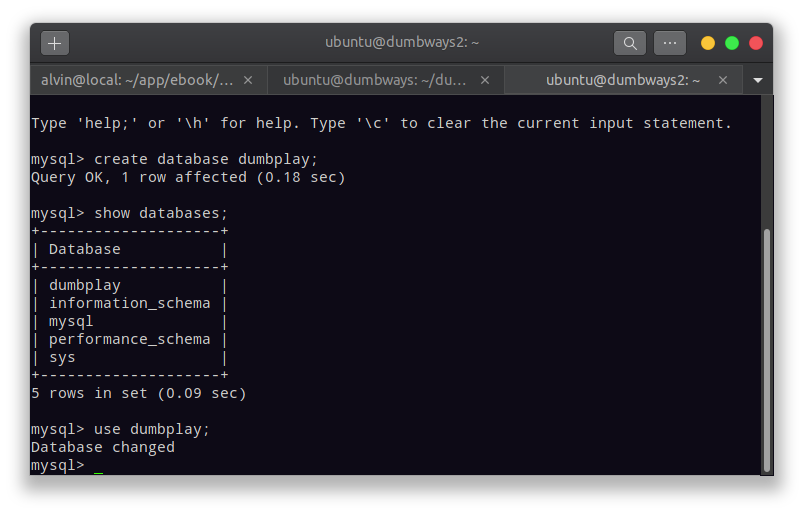 ubuntu@dumbways2: ~
alvin@local: ~/app/ebook/... × ubuntu@dumbways: ~/du... × ubuntu@dumbways2: ~ ×
Type 'help;' or '\h' for help. Type '\c' to clear the current input statement.
mysql> create database dumbplay;
Query OK, 1 row affected (0.18 sec)
mysql> show databases;
+--------------------+
| Database           |
+--------------------+
| dumbplay           |
| information_schema |
| mysql              |
| performance_schema |
| sys                |
+--------------------+
5 rows in set (0.09 sec)
mysql> use dumbplay;
Database changed
mysql> _